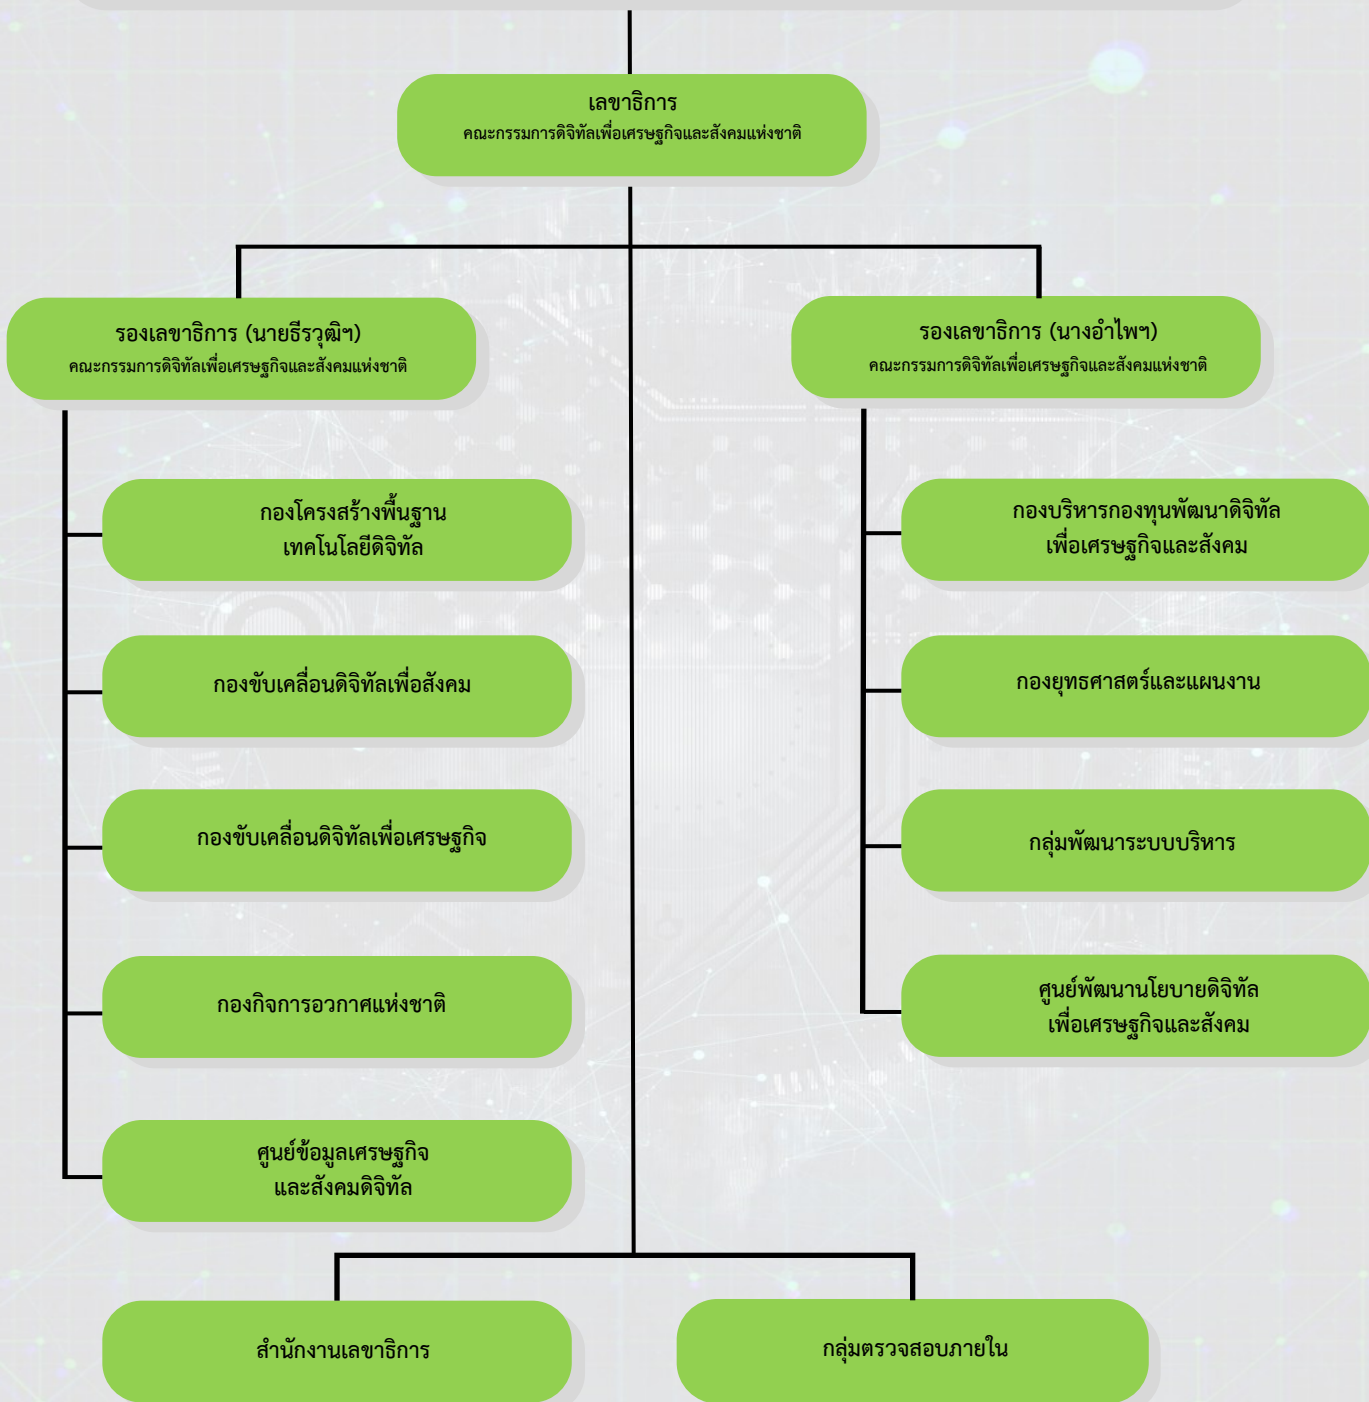 เลขาธิการ
คณะกรรมการดิจิทัลเพื่อเศรษฐกิจและสังคมแห่งชาติ
รองเลขาธิการ (นายธีรวุฒิฯ)
คณะกรรมการดิจิทัลเพื่อเศรษฐกิจและสังคมแห่งชาติ
รองเลขาธิการ (นางอำไพฯ)
คณะกรรมการดิจิทัลเพื่อเศรษฐกิจและสังคมแห่งชาติ
กองโครงสร้างพื้นฐาน
เทคโนโลยีดิจิทัล
กองขับเคลื่อนดิจิทัลเพื่อสังคม
กองขับเคลื่อนดิจิทัลเพื่อเศรษฐกิจ
กองกิจการอวกาศแห่งชาติ
ศูนย์ข้อมูลเศรษฐกิจ
และสังคมดิจิทัล
กองบริหารกองทุนพัฒนาดิจิทัล
เพื่อเศรษฐกิจและสังคม
กองยุทธศาสตร์และแผนงาน
กลุ่มพัฒนาระบบบริหาร
ศูนย์พัฒนานโยบายดิจิทัล
เพื่อเศรษฐกิจและสังคม
สำนักงานเลขาธิการ
กลุ่มตรวจสอบภายใน